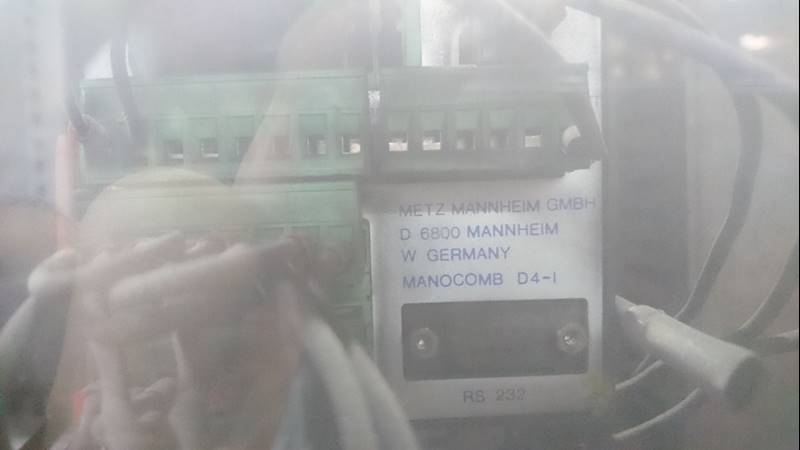 METZ MANNHEIM GMBH
D 6800 MANNHEIM
W GERMANY
MANOCOMB D4-I
RS 232